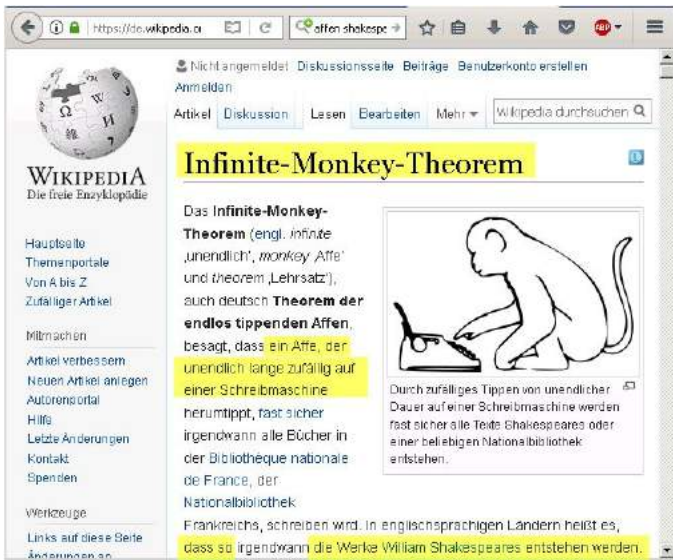 https://de.wikipedia.o
affen shakespe
Nicht angemeldet Diskussionsseite Beiträge Benutzerkonto erstellen
Anmelden
Artikel Diskussion Lesen Bearbeiten Mehr Wikipedia durchsuchen
WIKIPEDIA
Die freie Enzyklopädie
Hauptseite
Themenportale
Von A bis Z
Zufälliger Artikel
Mitmachen
Artikel verbessern
Neuen Artikel anlegen
Autorenportal
Hilfe
Letzte Änderungen
Kontakt
Spenden
Werkzeuge
Links auf diese Seite
Änderungen an
Infinite-Monkey-Theorem
Das Infinite-Monkey-
Theorem (engl. infinite
‚unendlich', monkey ‚Affe'
und theorem ‚Lehrsatz'),
auch deutsch Theorem der
endlos tippenden Affen,
besagt, dass ein Affe, der
unendlich lange zufällig auf
einer Schreibmaschine
herumtippt, fast sicher
irgendwann alle Bücher in
der Bibliothèque nationale
de France, der
Nationalbibliothek
Frankreichs, schreiben wird. In englischsprachigen Ländern heißt es,
dass so irgendwann die Werke William Shakespeares entstehen werden.
Durch zufälliges Tippen von unendlicher
Dauer auf einer Schreibmaschine werden
fast sicher alle Texte Shakespeares oder
einer beliebigen Nationalbibliothek
entstehen.
ABP